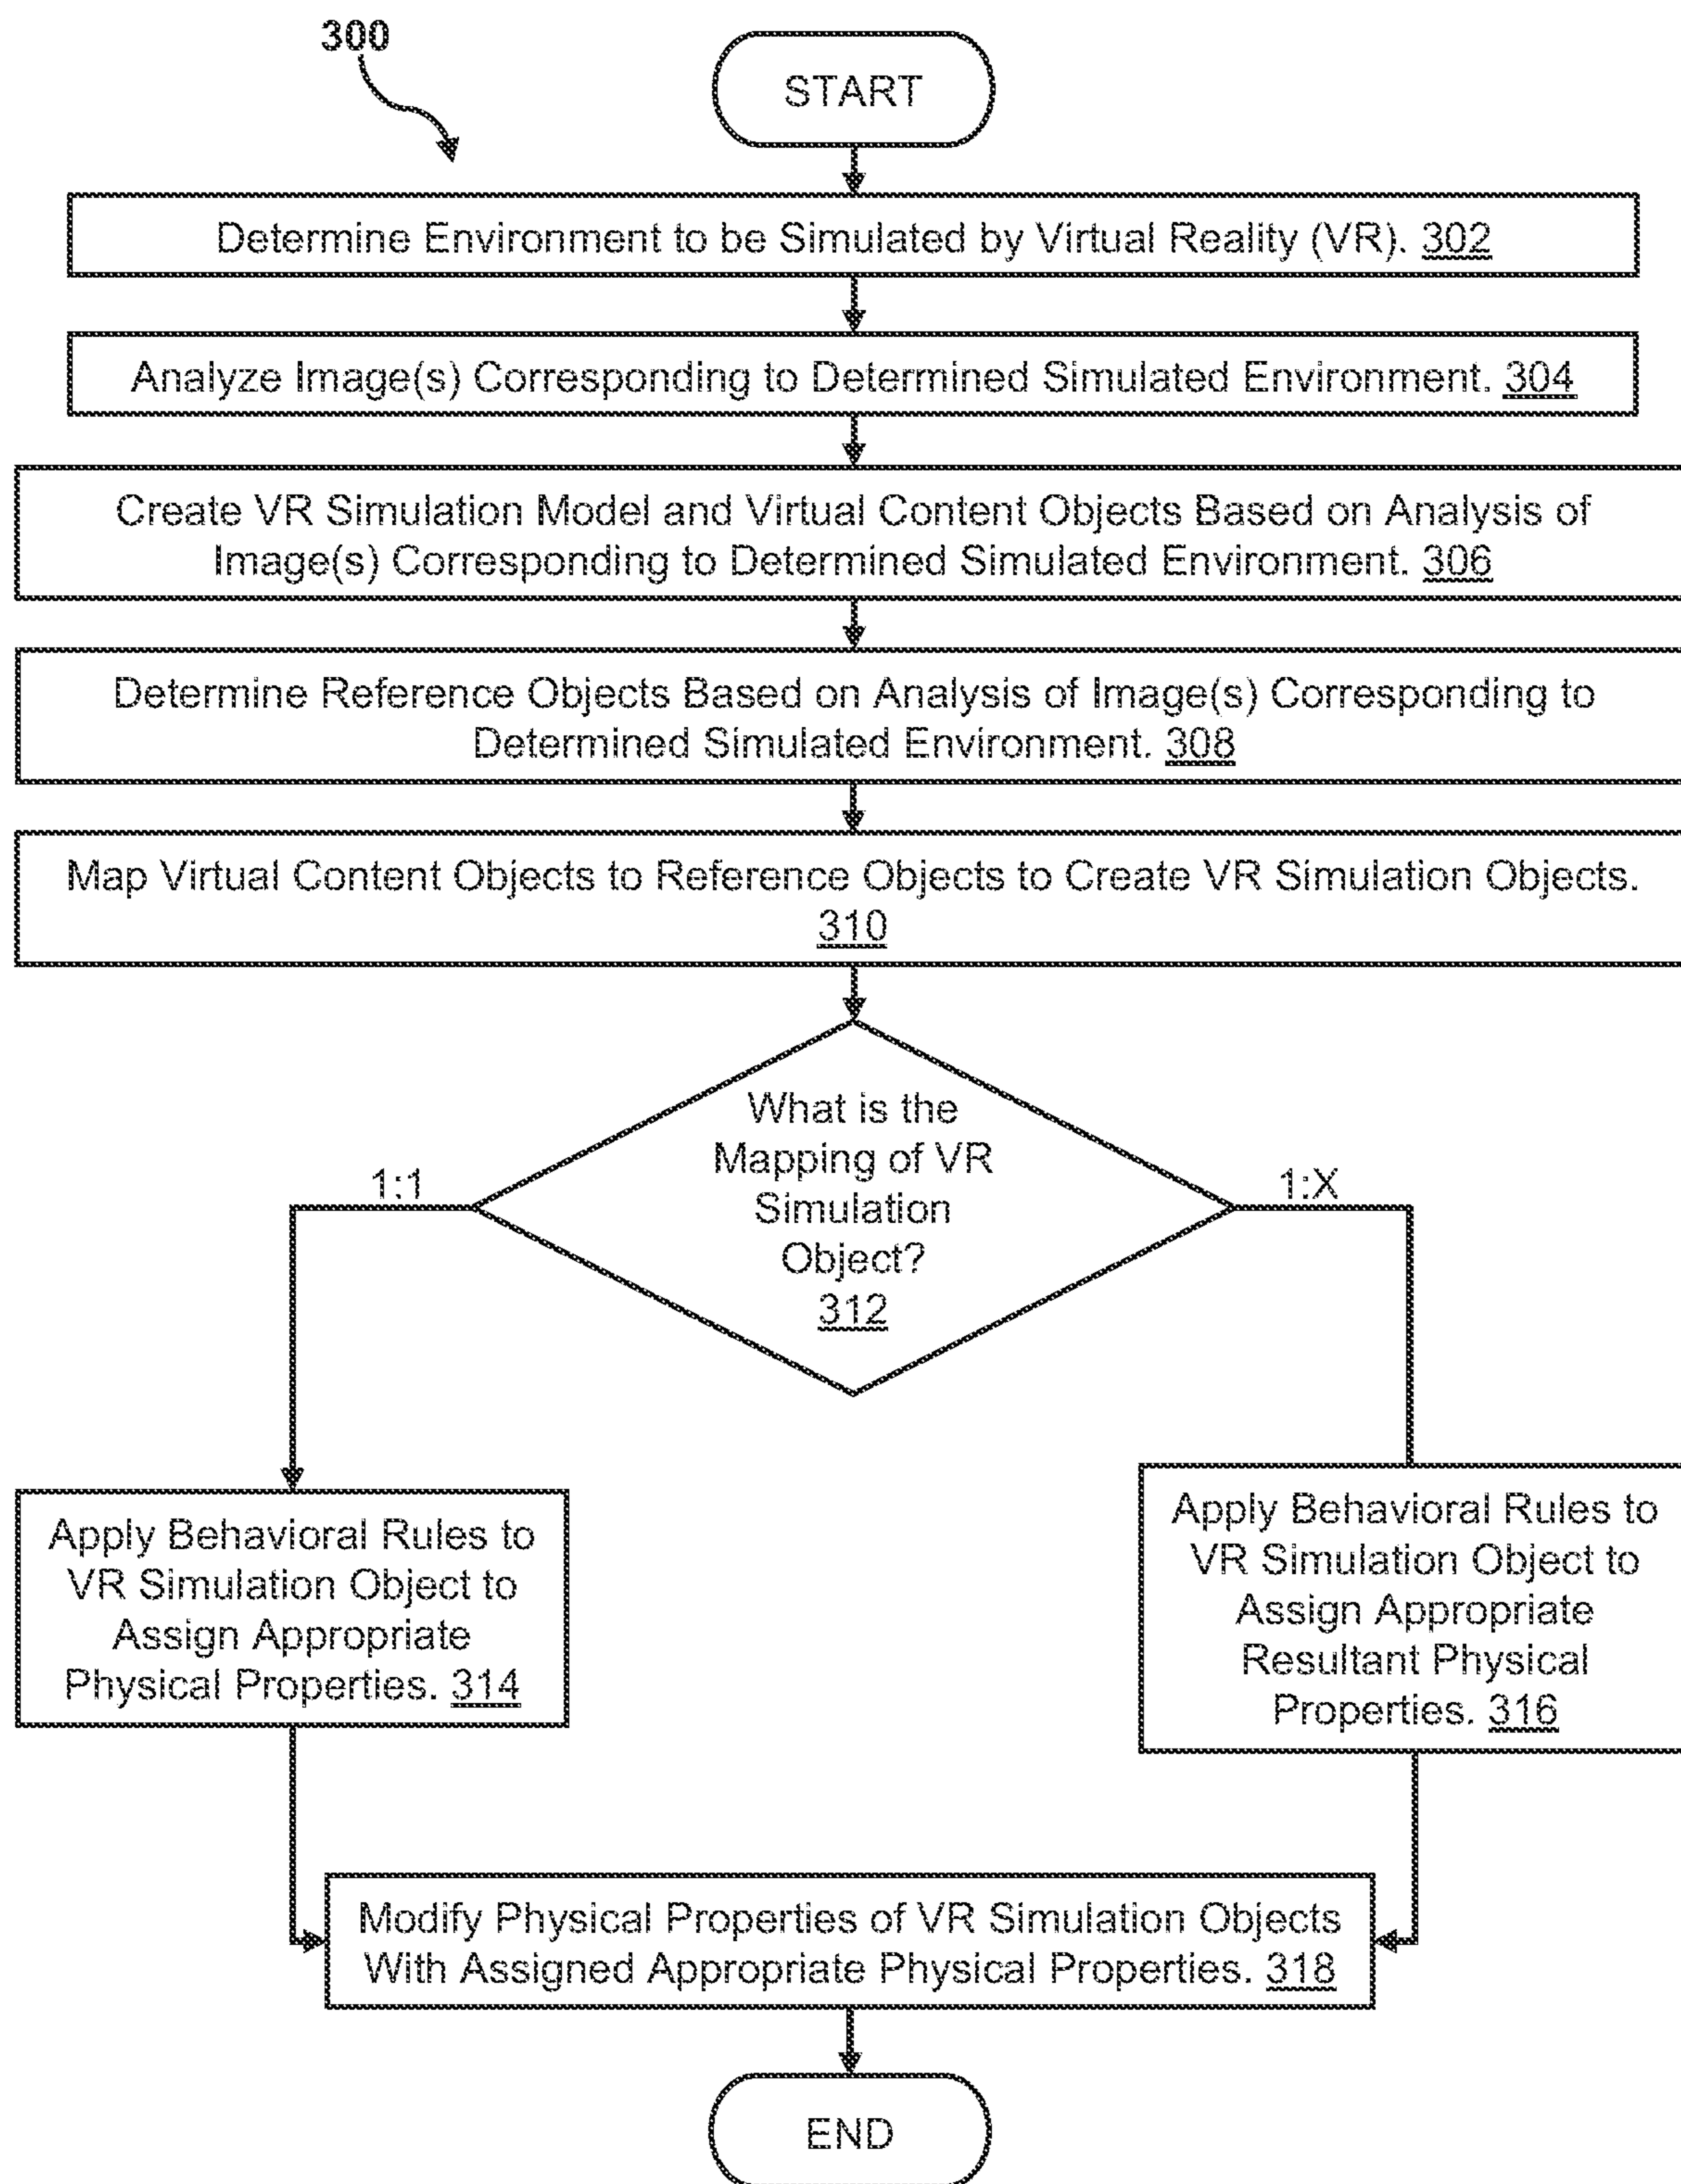 300
START
Determine Environment to be Simulated by Virtual Reality (VR). 302
Analyze Image(s) Corresponding to Determined Simulated Environment. 304
Create VR Simulation Model and Virtual Content Objects Based on Analysis of
Image(s) Corresponding to Determined Simulated Environment. 306
Determine Reference Objects Based on Analysis of Image(s) Corresponding to
Determined Simulated Environment. 308
Map Virtual Content Objects to Reference Objects to Create VR Simulation Objects.
310
What is the
Mapping of VR
Simulation
Object?
312
1:1
1:X
Apply Behavioral Rules to
VR Simulation Object to
Assign Appropriate
Physical Properties. 314
Apply Behavioral Rules to
VR Simulation Object to
Assign Appropriate
Resultant Physical
Properties. 316
Modify Physical Properties of VR Simulation Objects
With Assigned Appropriate Physical Properties. 318
END